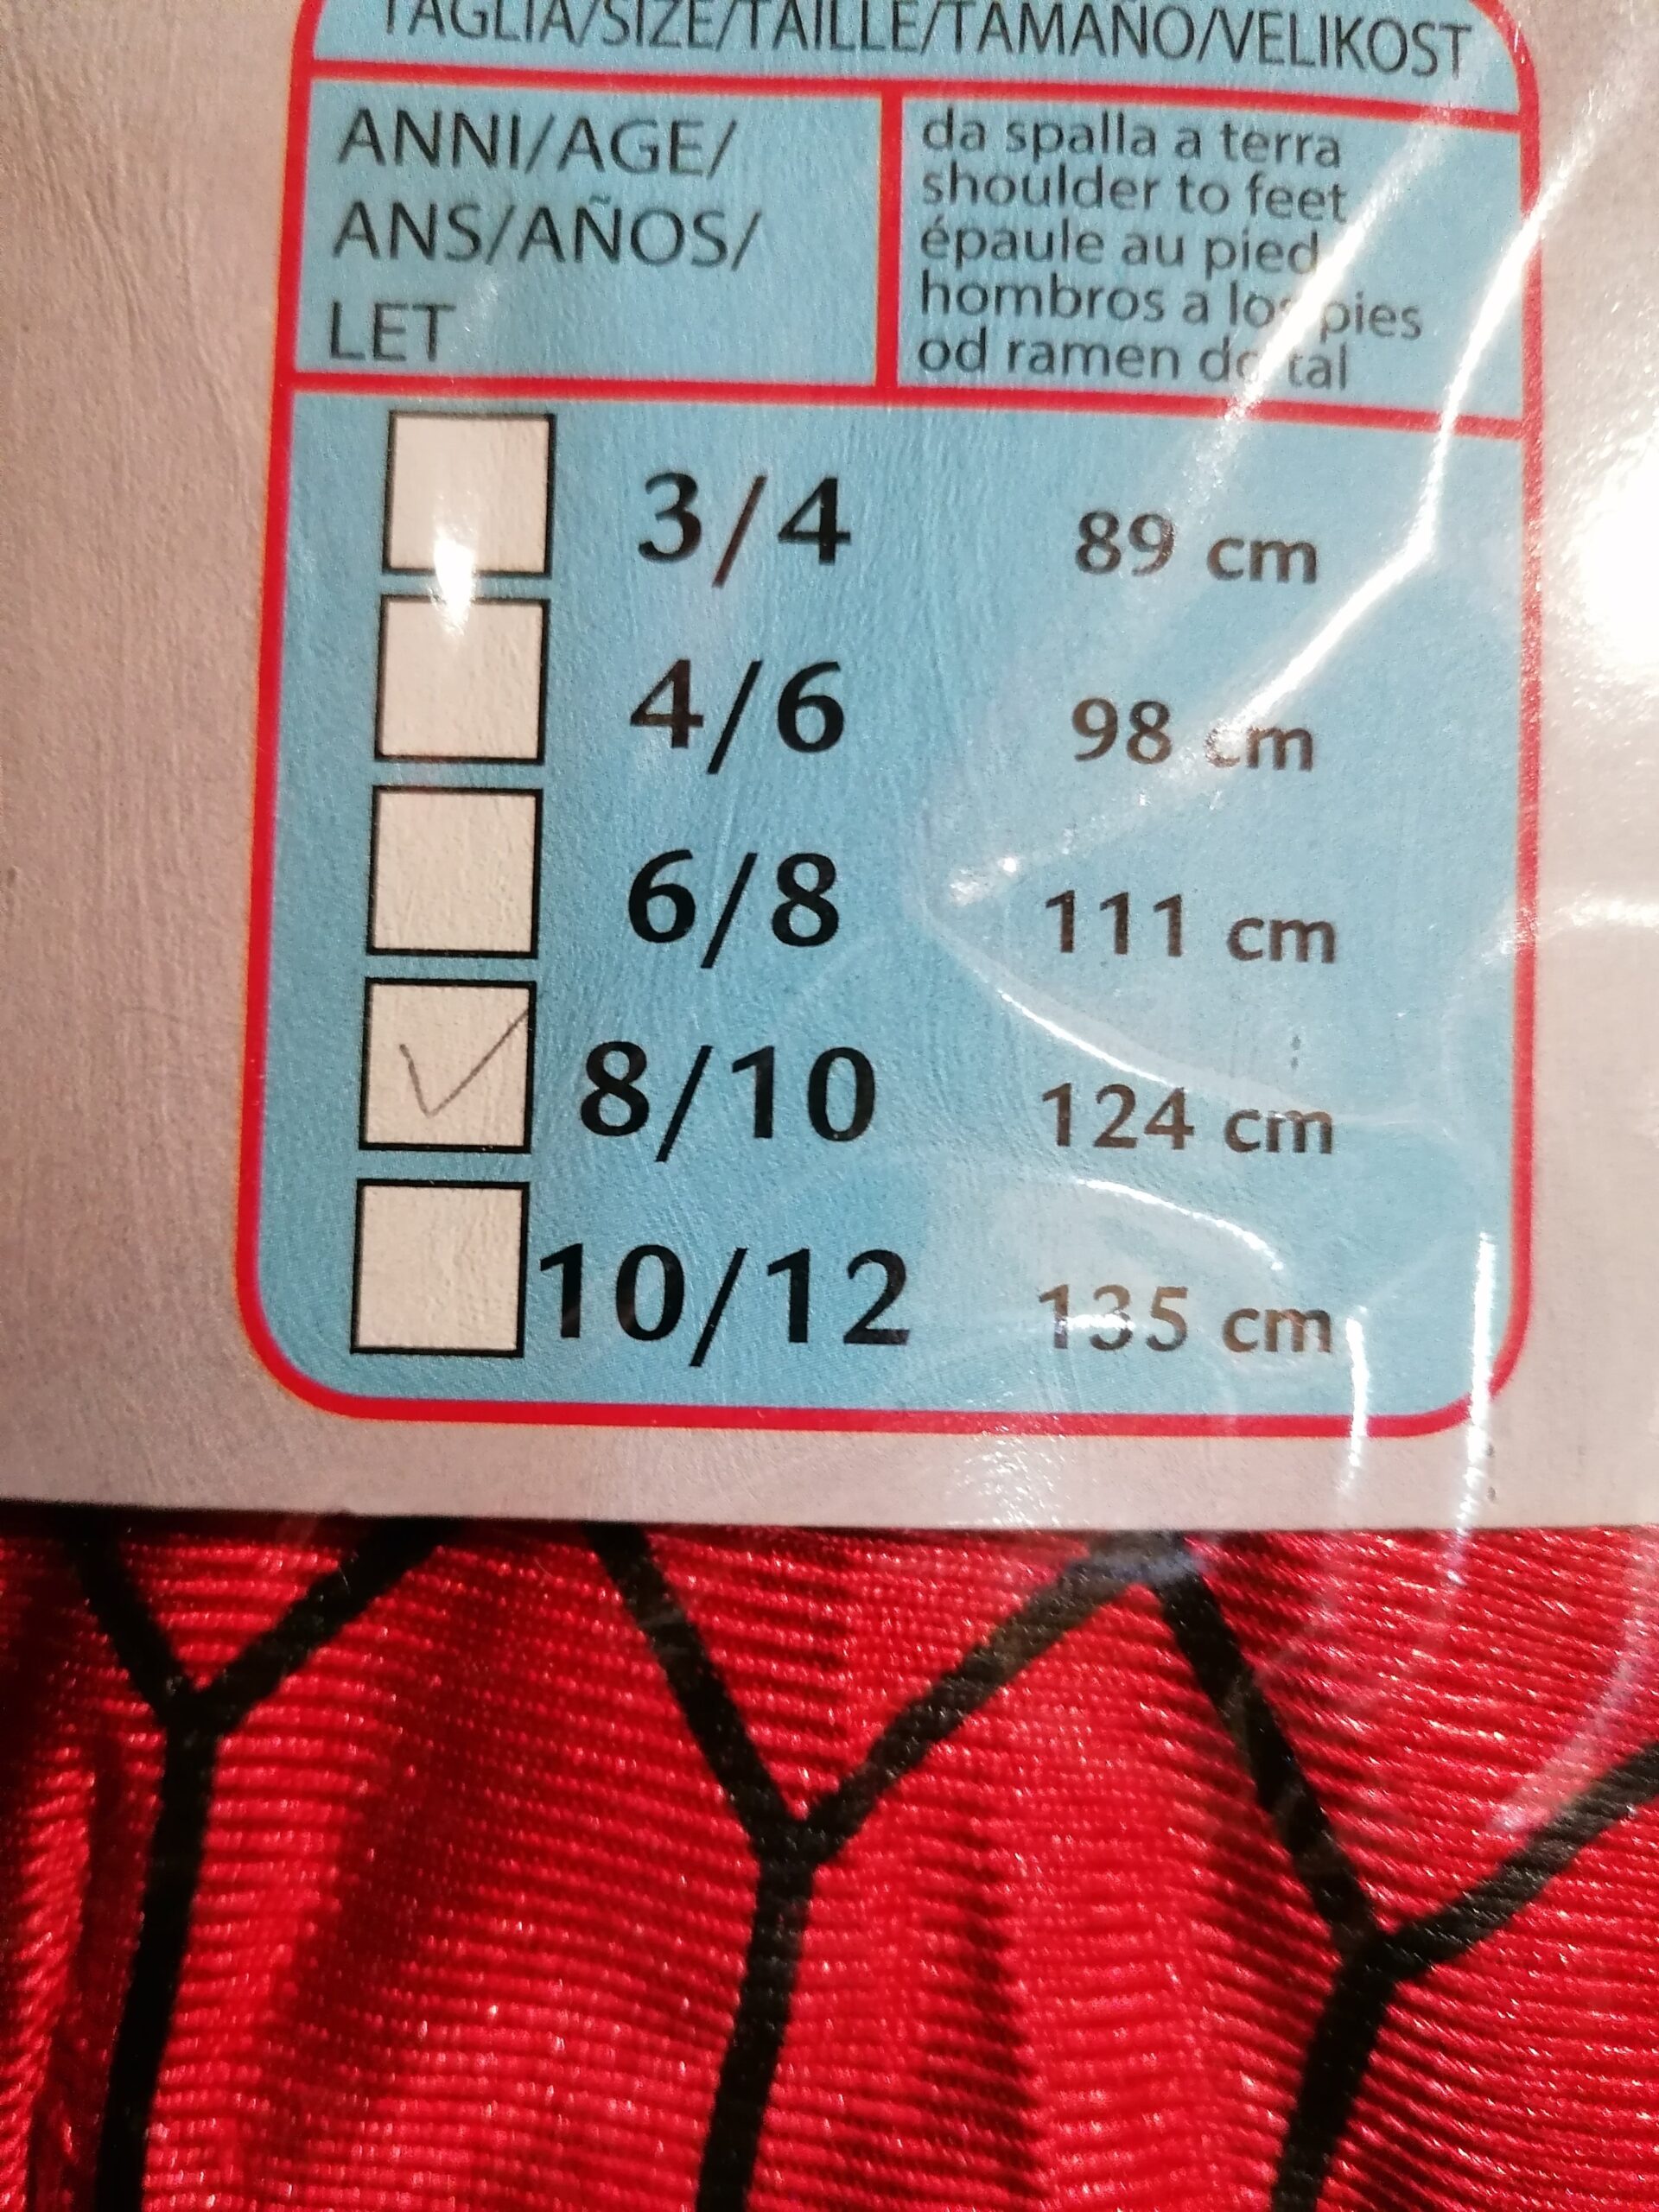 TAGLIA/SIZE/TAILLE/TAMAÑO/VELIKOST
ANNI/AGE/
ANS/AÑOS/
LET
da spalla a terra
shoulder to feet
épaule au pied
hombros a los pies
od ramen do tal
3/4 89 cm
4/6 98 cm
6/8 111 cm
8/10 124 cm
10/12 135 cm